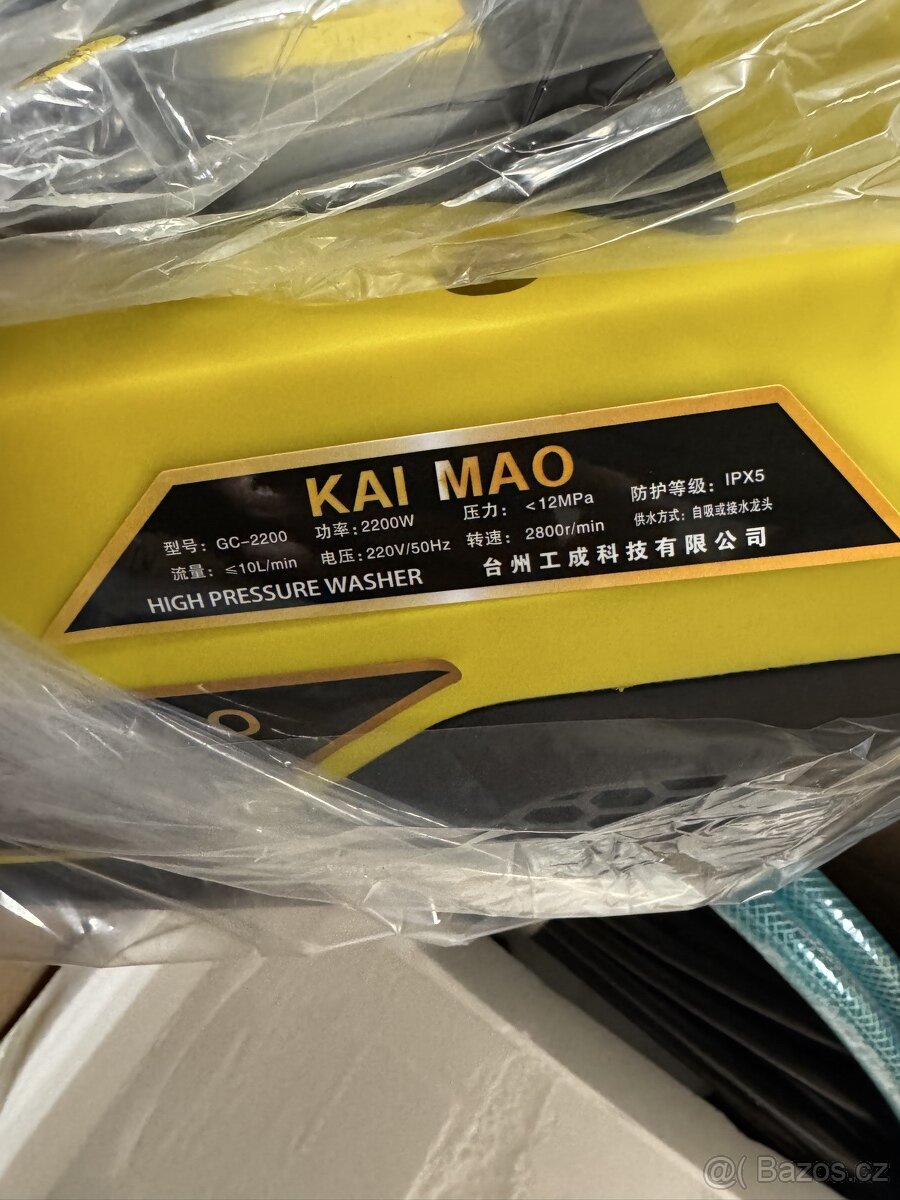 KAI MAO
型号：GC-2200 功率：2200W 压力： <12MPa 防护等级：IPX5
流量：≤10L/min 电压：220V/50Hz 转速： 2800r/min 供水方式：自吸或接水龙头
HIGH PRESSURE WASHER 台州工成科技有限公司
O
@( Bazos.cz